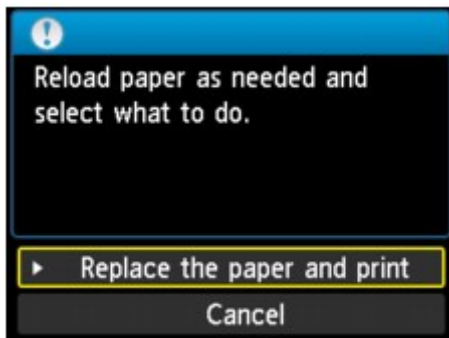 Reload paper as needed and
select what to do.
Replace the paper and print
Cancel